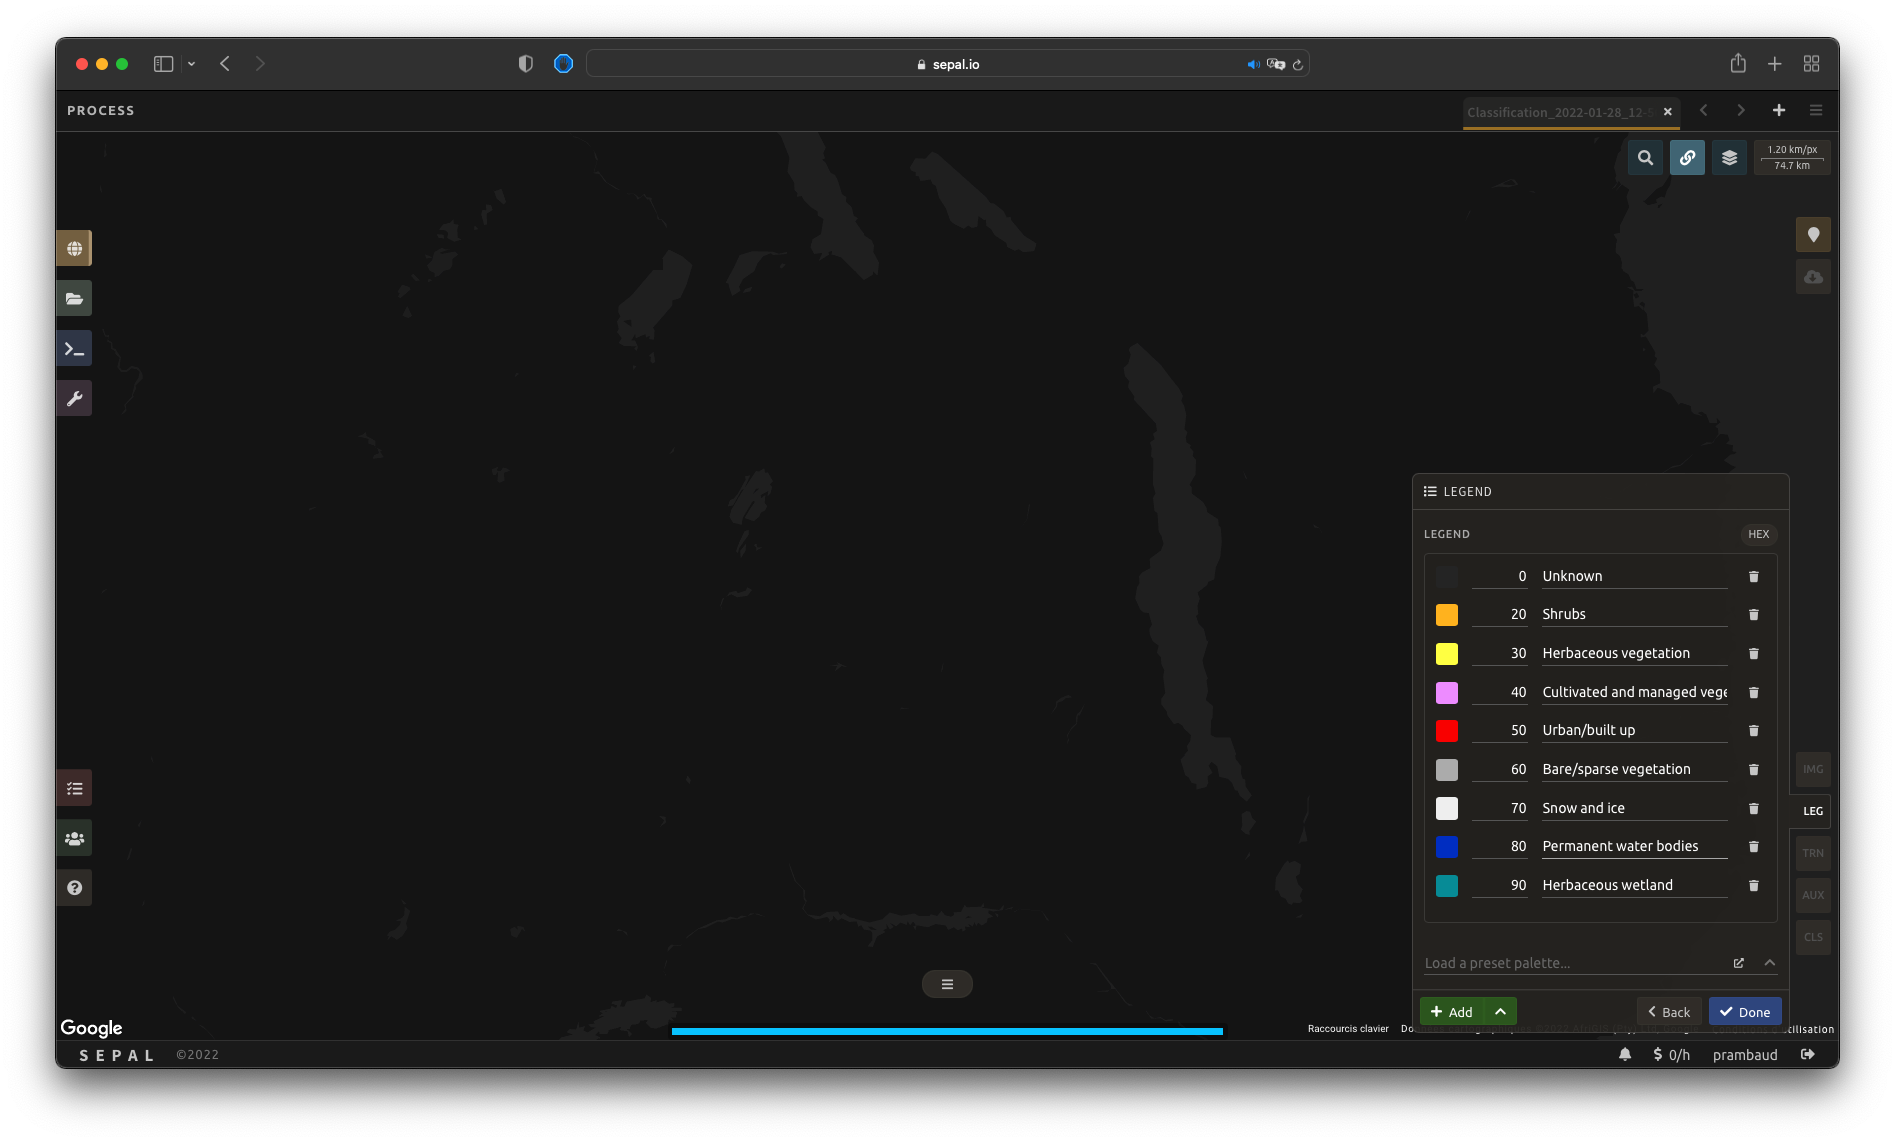 sepal.io
PROCESS
Classification_2022-01-28_12-
1.20 km/px
74.7 km
LEGEND
LEGEND
HEX
0 Unknown
20 Shrubs
30 Herbaceous vegetation
40 Cultivated and managed vege
50 Urban/built up
60 Bare/sparse vegetation
70 Snow and ice
80 Permanent water bodies
90 Herbaceous wetland
IMG
LEG
TRN
AUX
CLS
Load a preset palette...
Add
Back
Done
Google
Raccourcis clavier
SEPAL ©2022
$ 0/h prambaud